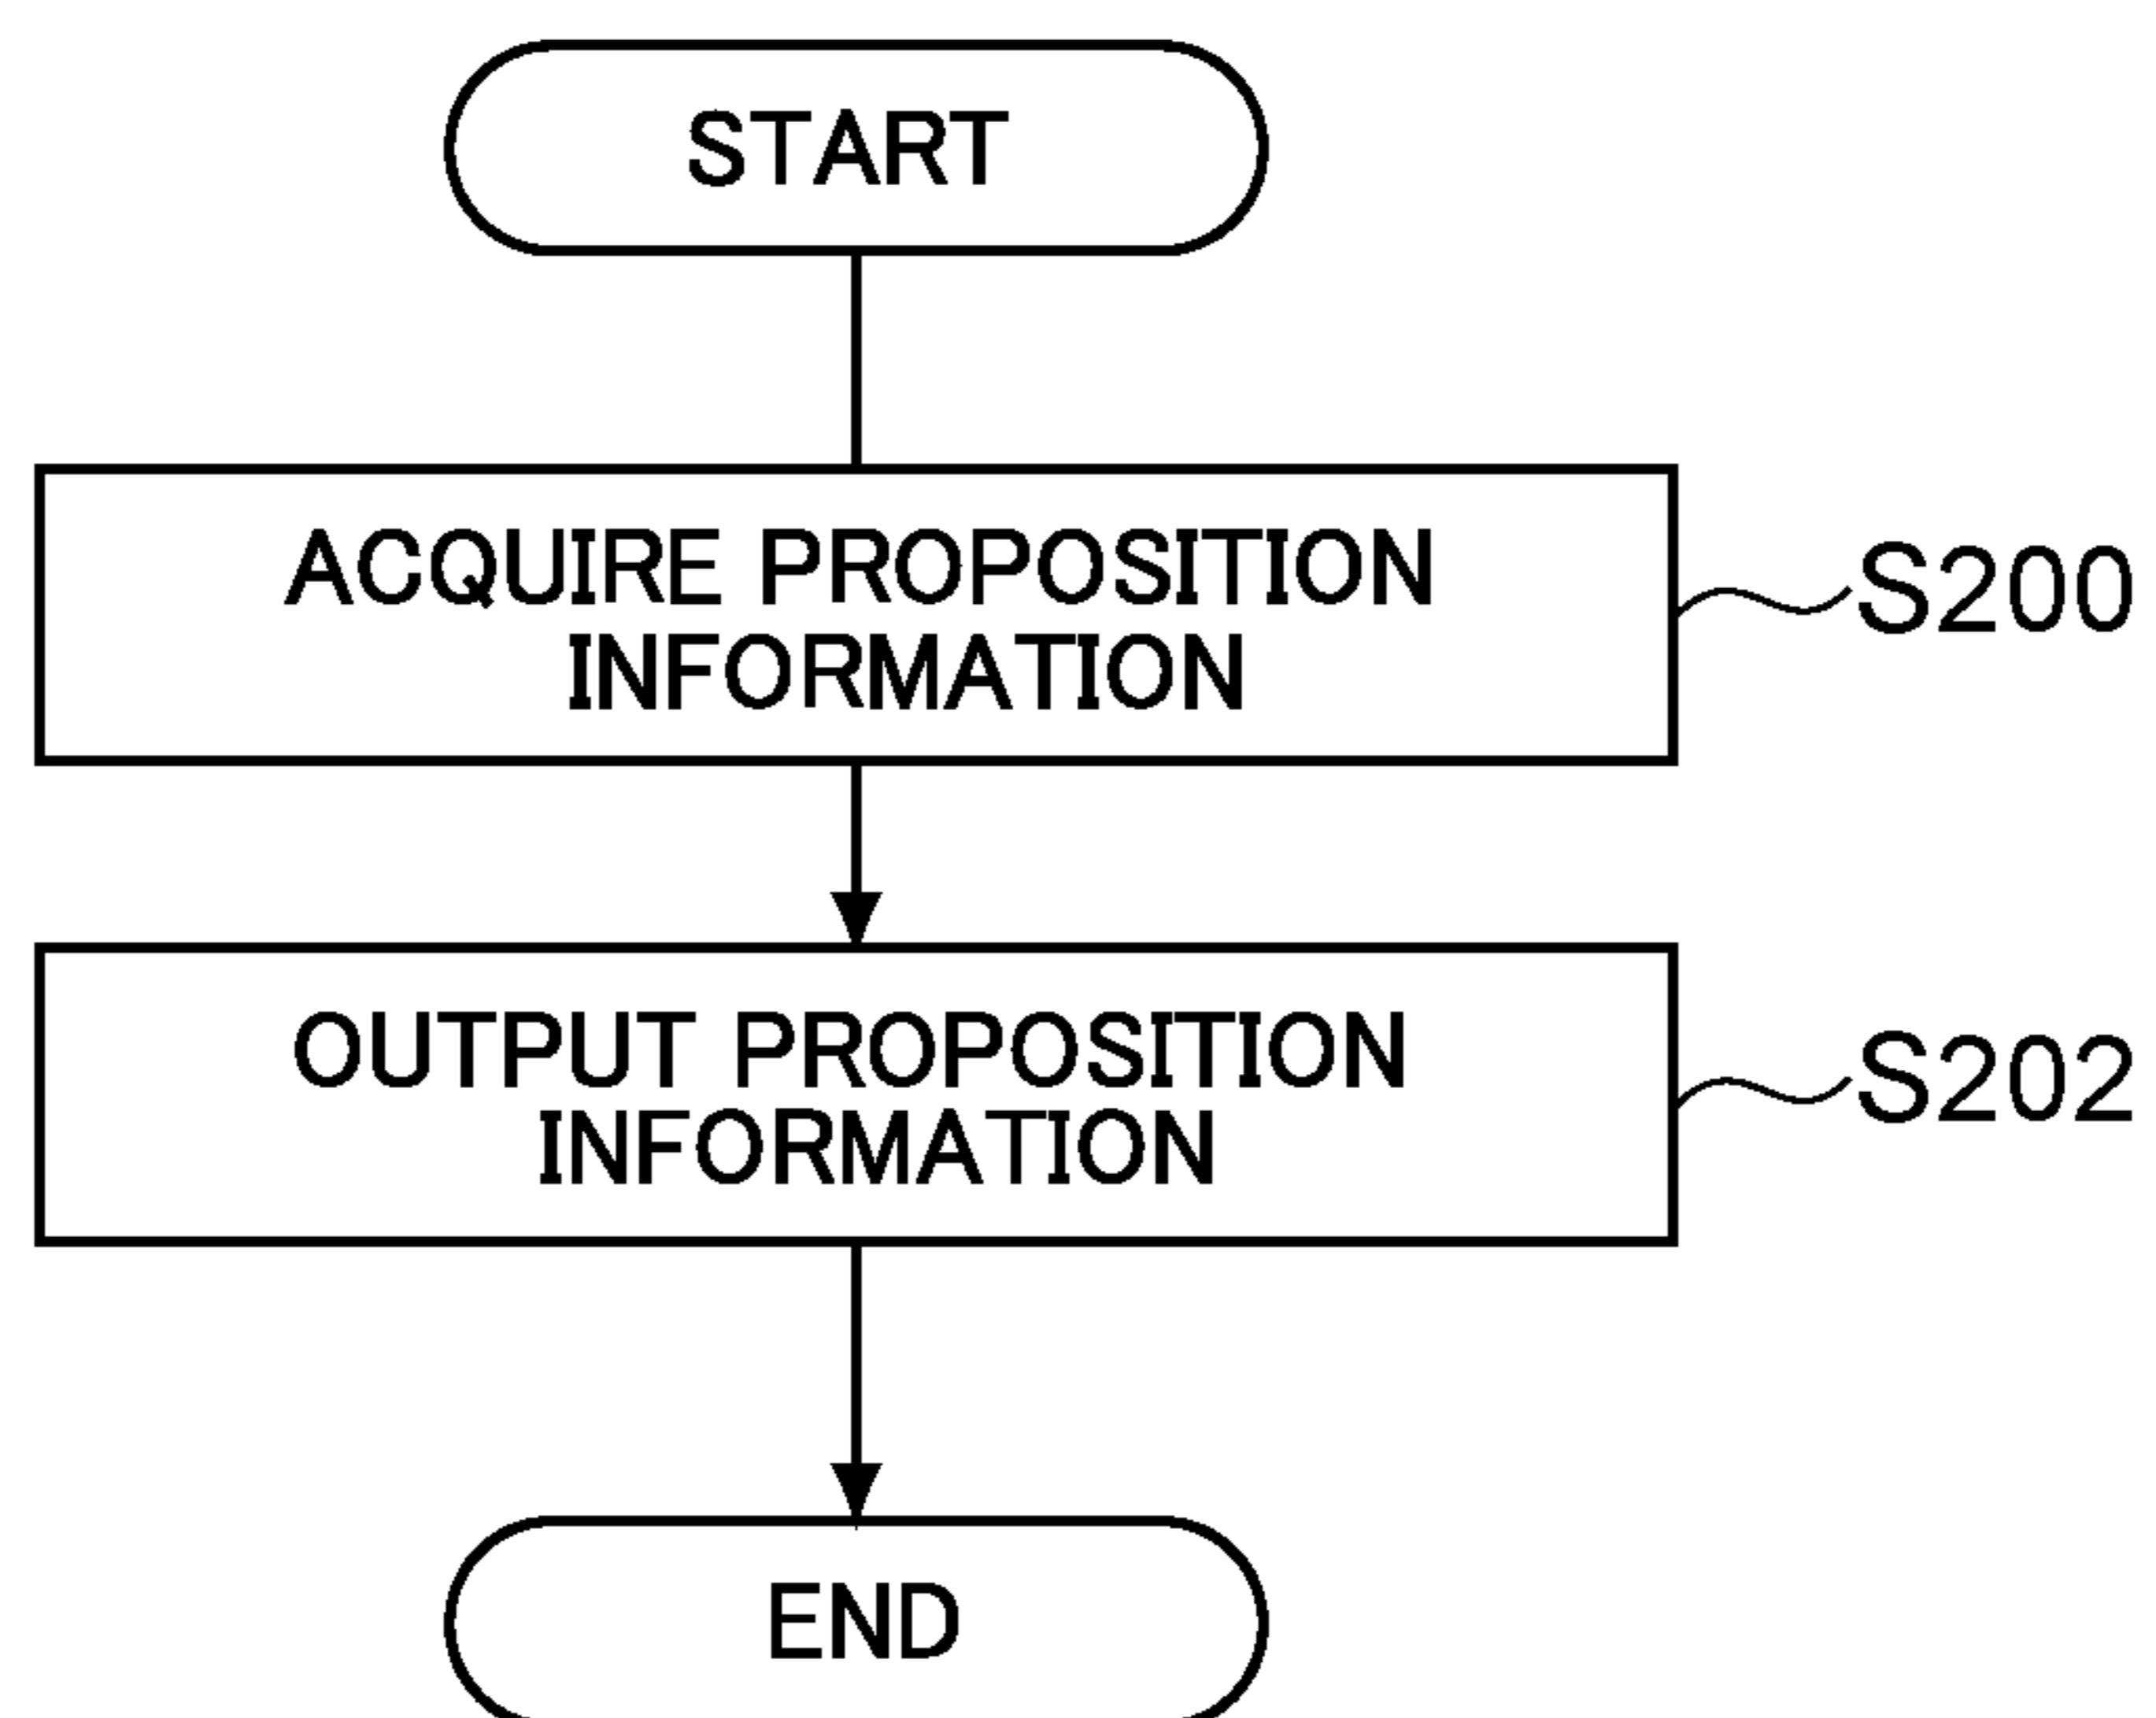 START
ACQUIRE PROPOSITION
INFORMATION
S200
OUTPUT PROPOSITION
INFORMATION
S202
END